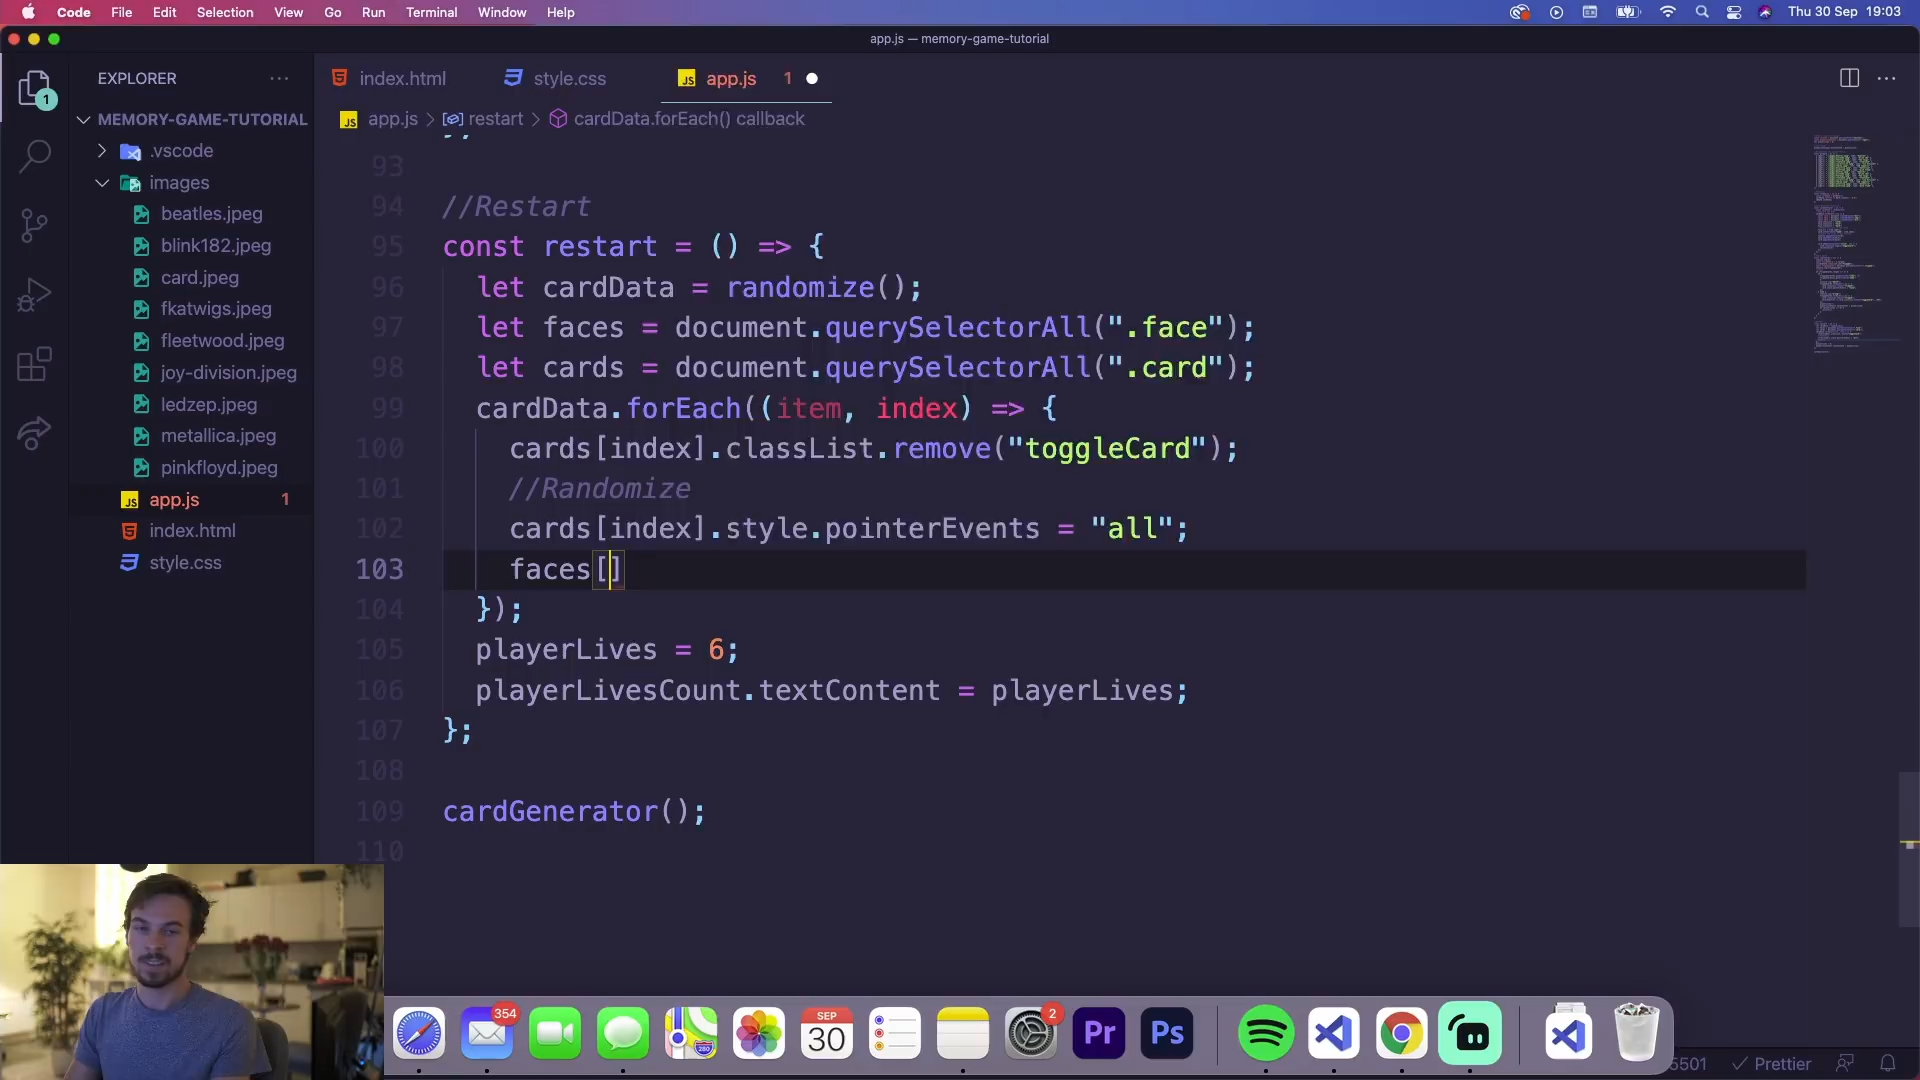 Code File Edit Selection View Go Run Terminal Window Help Thu 30 Sep 19:03
app.js — memory-game-tutorial
EXPLORER ··· index.html style.css JS app.js 1
1
MEMORY-GAME-TUTORIAL
JS app.js > restart > cardData.forEach() callback
.vscode
images
beatles.jpeg
blink182.jpeg
card.jpeg
fkatwigs.jpeg
fleetwood.jpeg
joy-division.jpeg
ledzep.jpeg
metallica.jpeg
pinkfloyd.jpeg
JS app.js 1
index.html
style.css
93
94 //Restart
95 const restart = () => {
96 let cardData = randomize();
97 let faces = document.querySelectorAll(".face");
98 let cards = document.querySelectorAll(".card");
99 cardData.forEach((item, index) => {
100 cards[index].classList.remove("toggleCard");
101 //Randomize
102 cards[index].style.pointerEvents = "all";
103 faces[]
104 });
105 playerLives = 6;
106 playerLivesCount.textContent = playerLives;
107 };
108
109 cardGenerator();
110
354
SEP
30
2
Pr
Ps
280
5501 Prettier